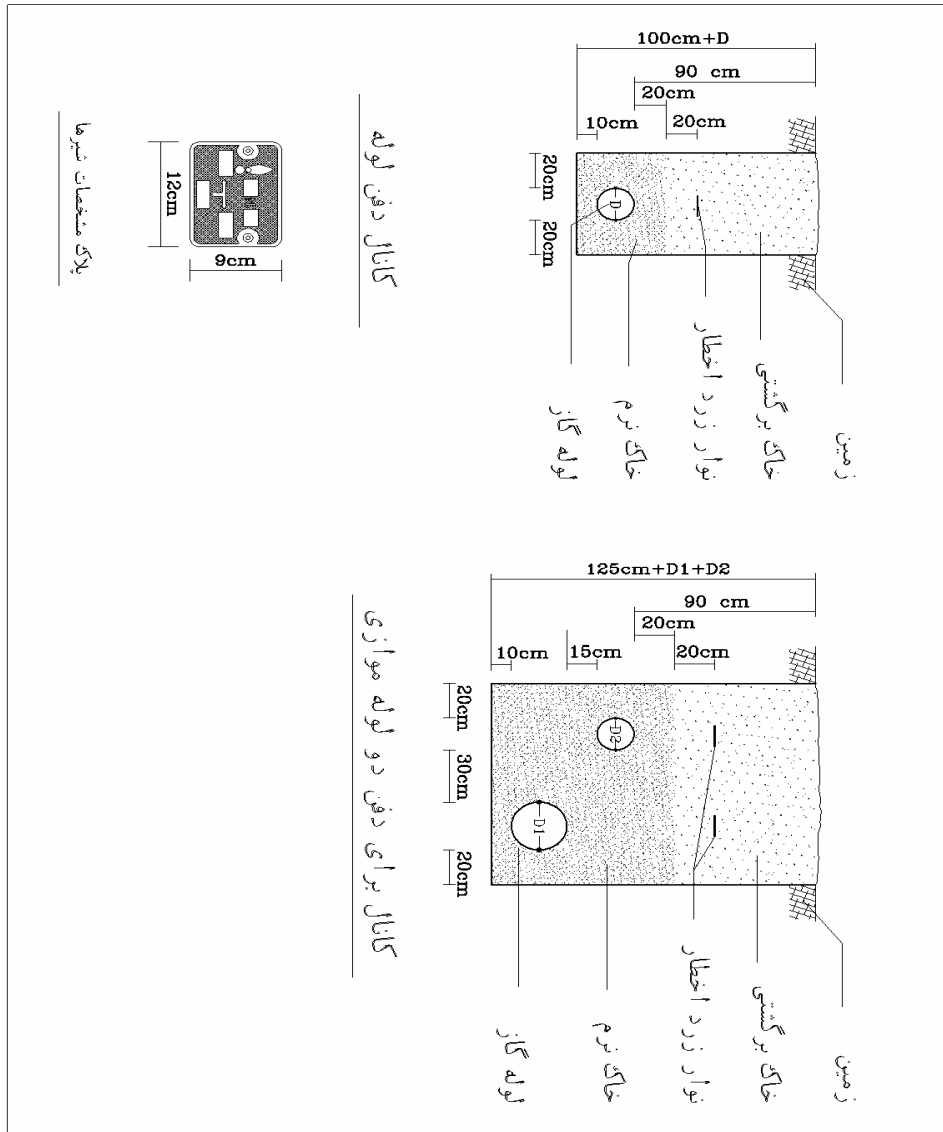 100cm+D
90 cm
20cm
20cm
10cm
20cm
20cm
D
زمین
خاک برگشتی
نوار زرد اخطار
خاک نرم
لوله گاز
کانال دفن لوله
12cm
9cm
پلاک مشخصات شیرها
125cm+D1+D2
90 cm
20cm
20cm
15cm
10cm
20cm
30cm
20cm
D2
D1
زمین
خاک برگشتی
نوار زرد اخطار
خاک نرم
لوله گاز
کانال برای دفن دو لوله موازی